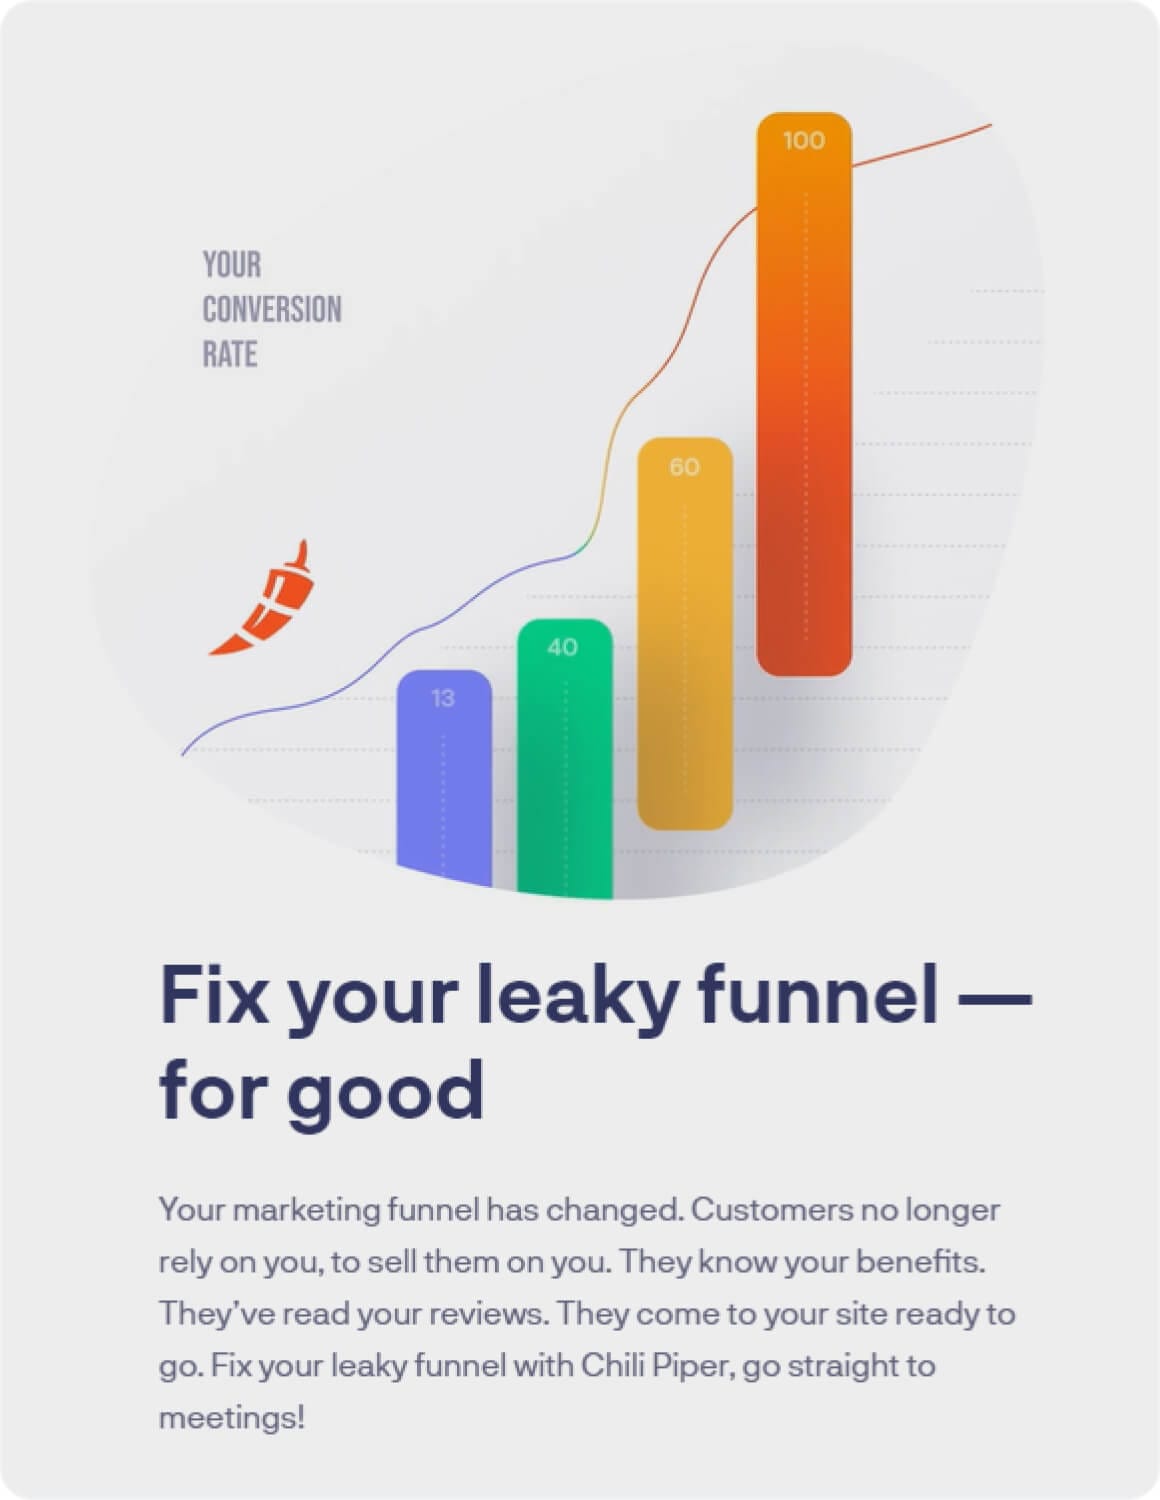 YOUR
CONVERSION
RATE
100
60
40
13
Fix your leaky funnel —
for good
Your marketing funnel has changed. Customers no longer
rely on you, to sell them on you. They know your benefits.
They’ve read your reviews. They come to your site ready to
go. Fix your leaky funnel with Chili Piper, go straight to
meetings!